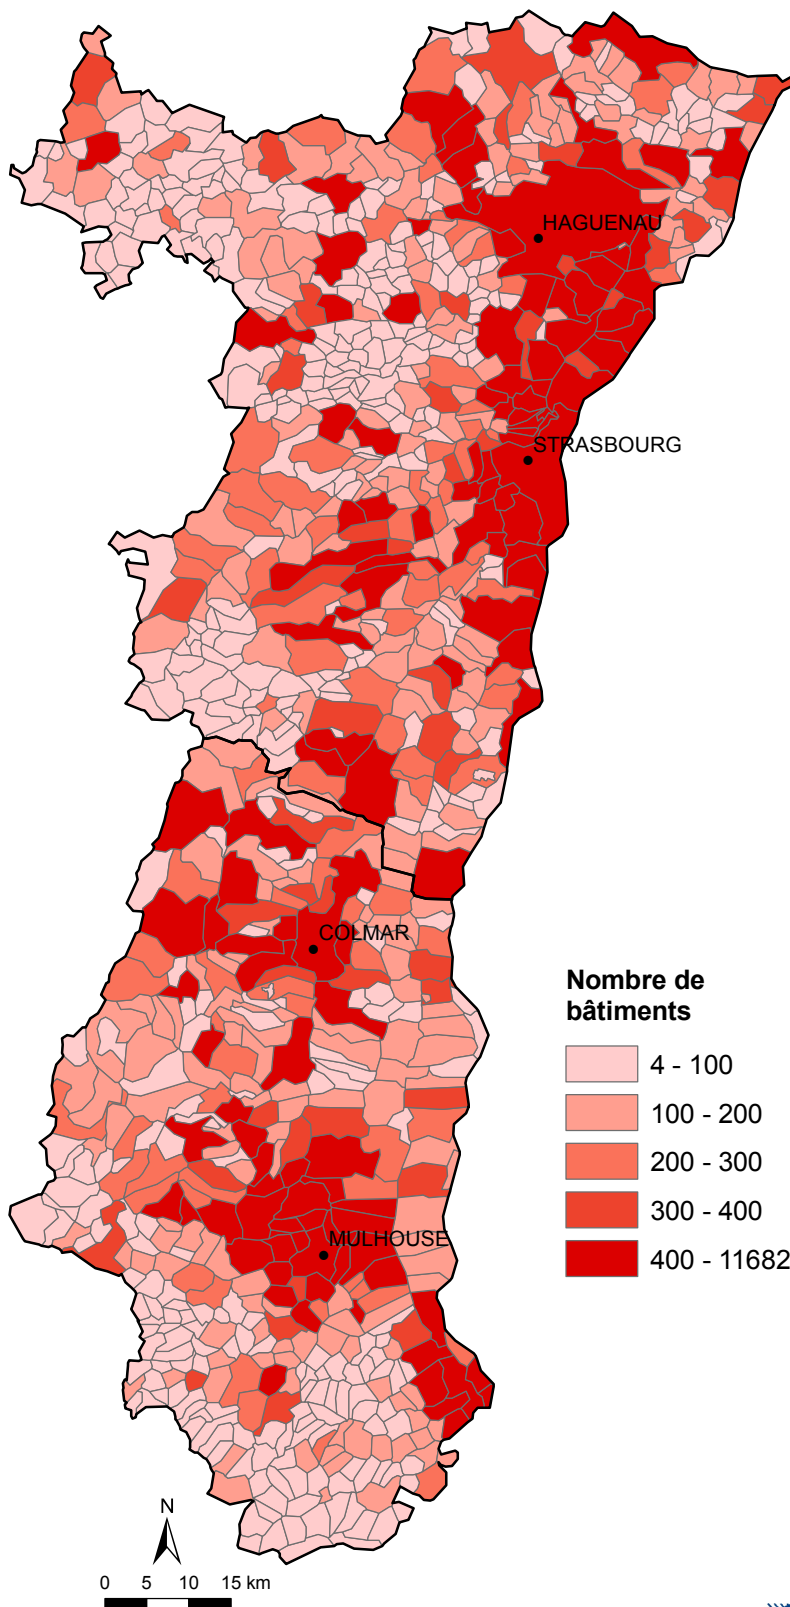 HAGUENAU
STRASBOURG
COLMAR
MULHOUSE
Nombre de
bâtiments
4 - 100
100 - 200
200 - 300
300 - 400
400 - 11682
N
0 5 10 15 km